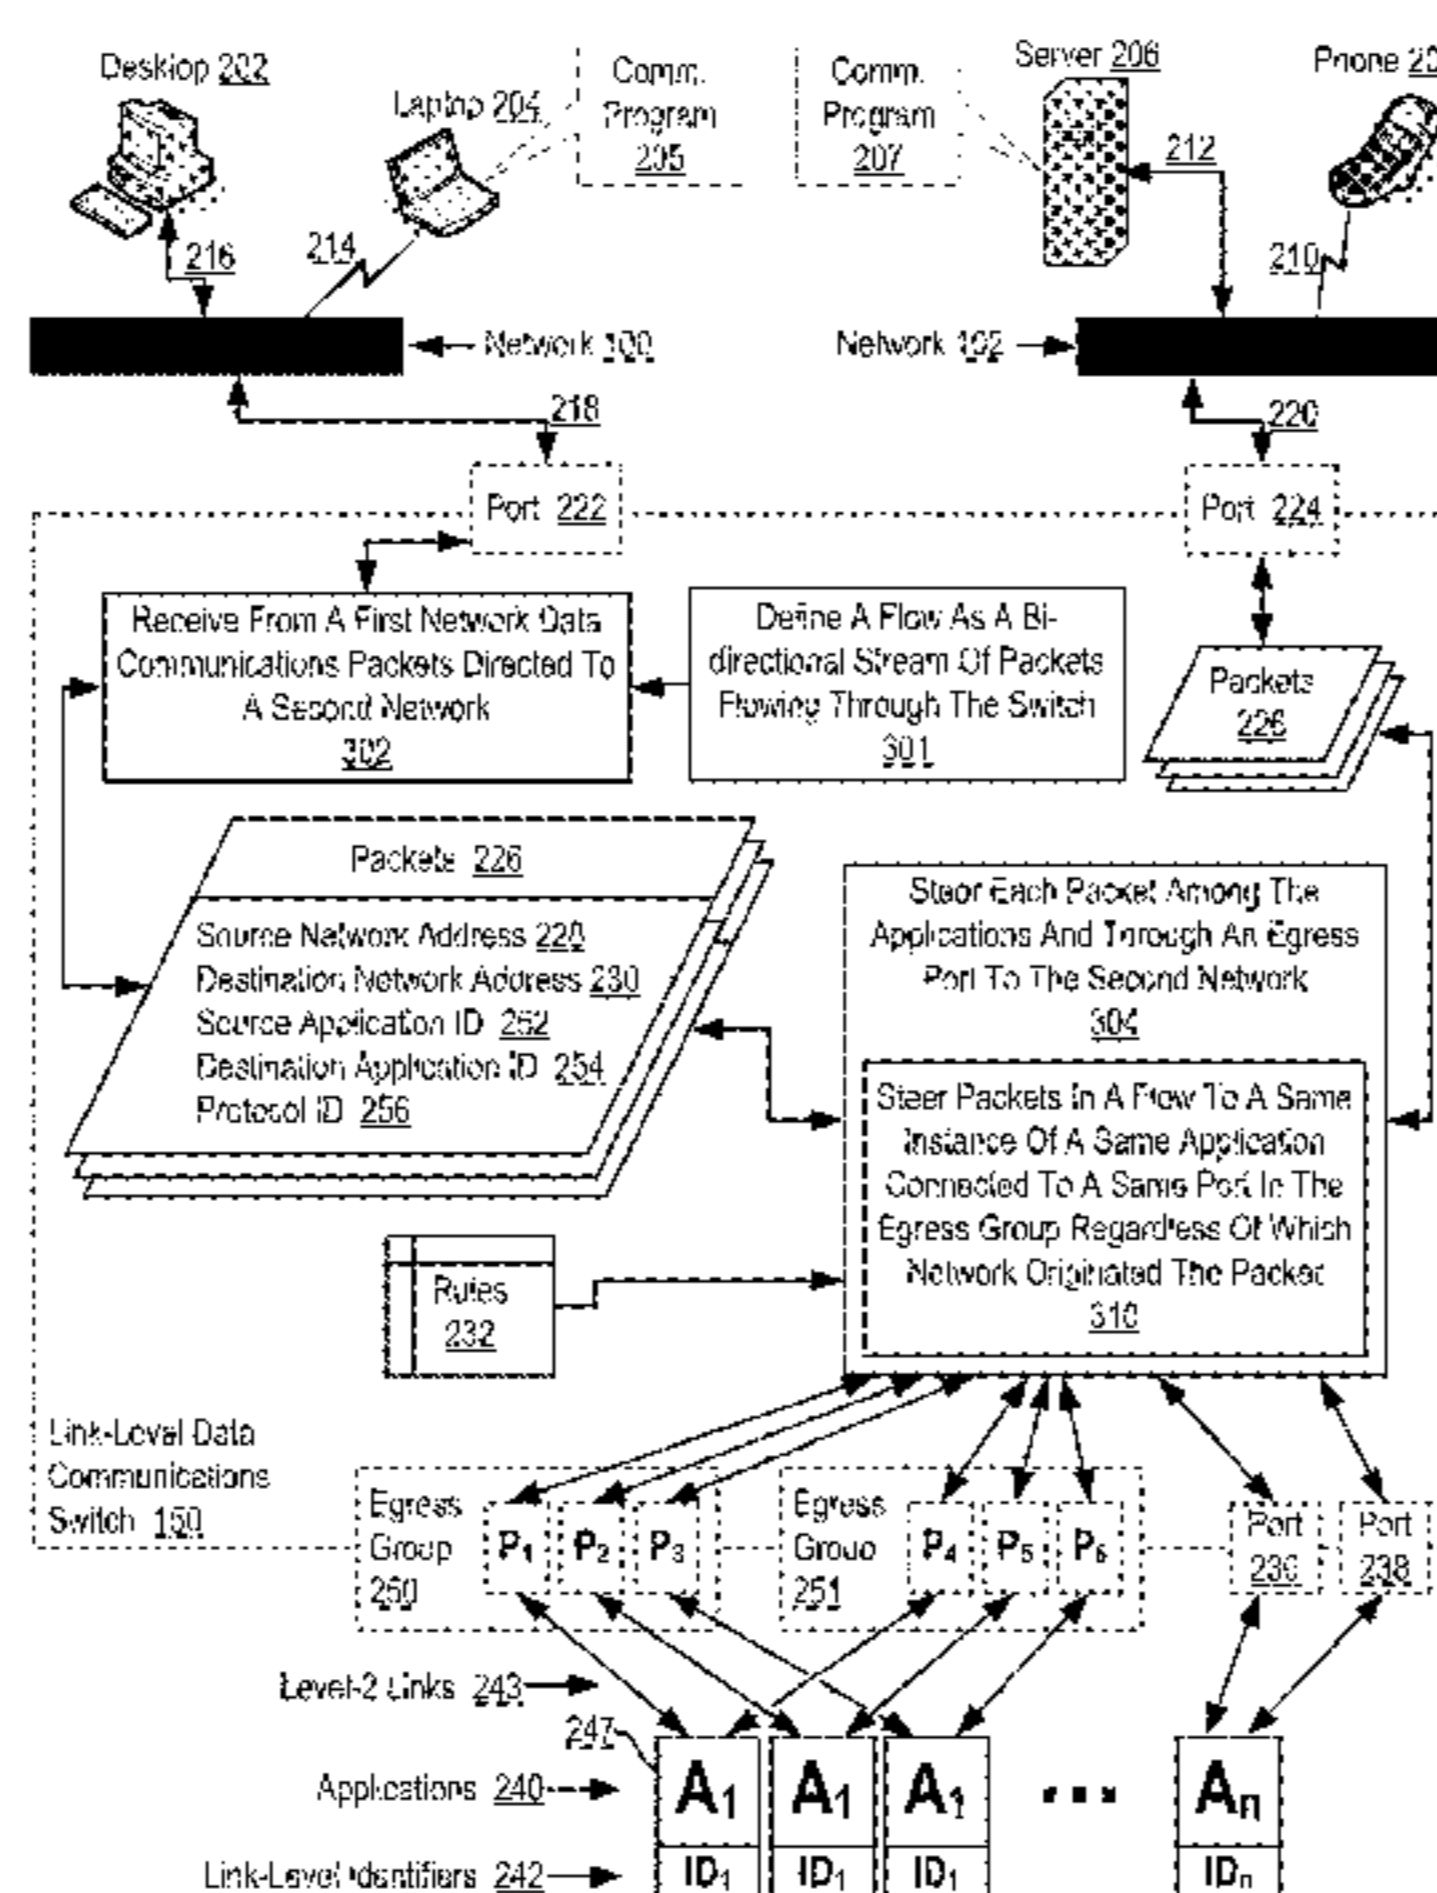 Desktop 202
Laptop 204
Comm.
Program
205
Comm.
Program
207
Server 206
Phone
212
216
214
210
Network 100
Network 102
218
220
Port 222
Port 224
Receive From A First Network Data
Communications Packets Directed To
A Second Network
302
Define A Flow As A Bi-
directional Stream Of Packets
Flowing Through The Switch
301
Packets
226
Packets 226
Source Network Address 228
Destination Network Address 230
Source Application ID 252
Destination Application ID 254
Protocol ID 256
Steer Each Packet Among The
Applications And Through An Egress
Port To The Second Network
304
Steer Packets In A Flow To A Same
Instance Of A Same Application
Connected To A Same Port In The
Egress Group Regardless Of Which
Network Originated The Packet
310
Rules
232
Link-Level Data
Communications
Switch 150
Egress
Group
250
P1
P2
P3
Egress
Group
251
P4
P5
P6
Port
236
Port
238
Level-2 Links 243
247
Applications 240
A1
A1
A1
...
An
Link-Level Identifiers 242
ID1
ID1
ID1
IDn